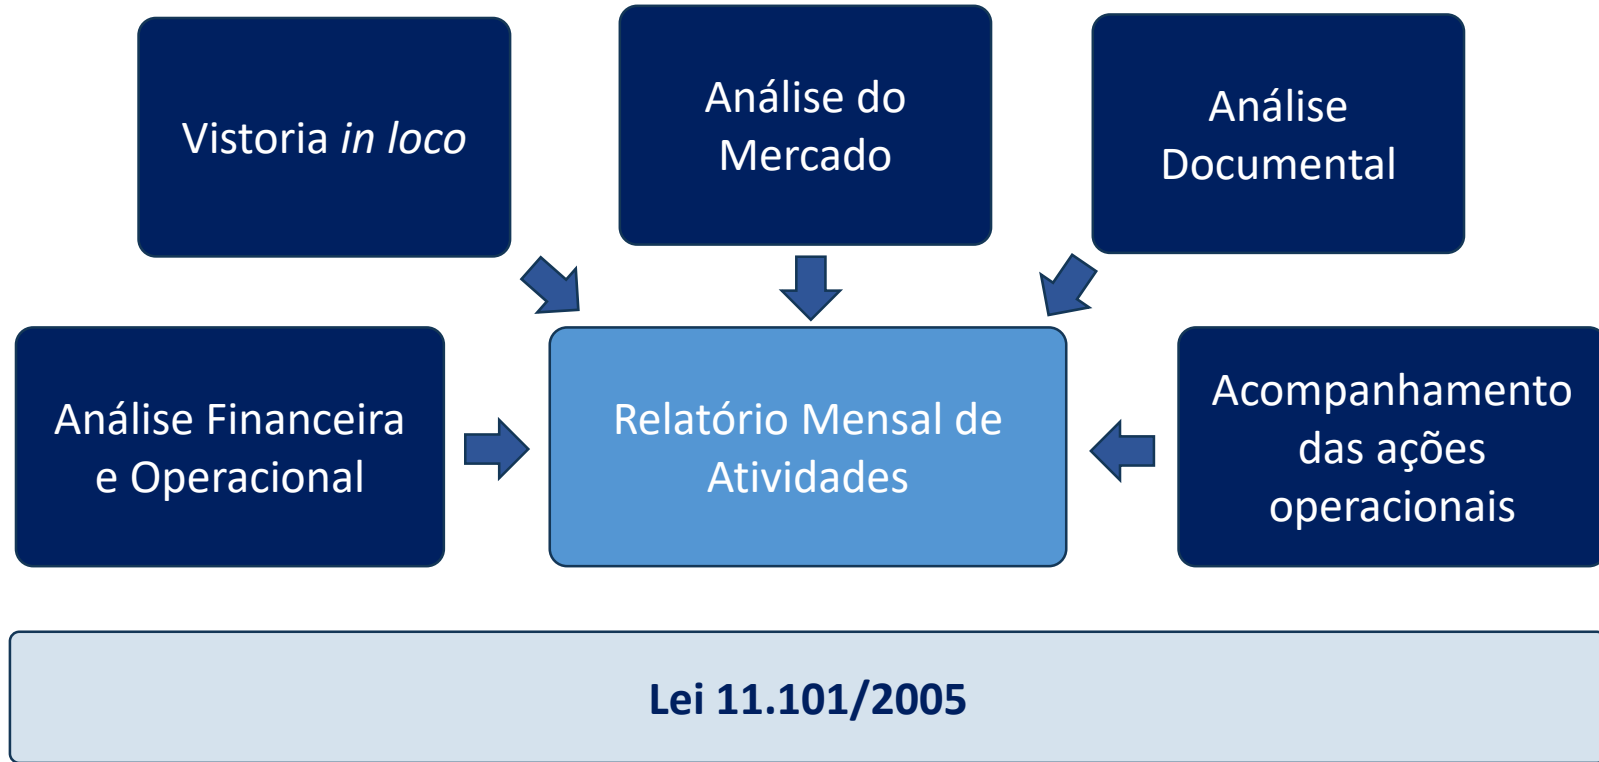 Vistoria in loco
Análise do
Mercado
Análise
Documental
Análise Financeira
e Operacional
Relatório Mensal de
Atividades
Acompanhamento
das ações
operacionais
Lei 11.101/2005